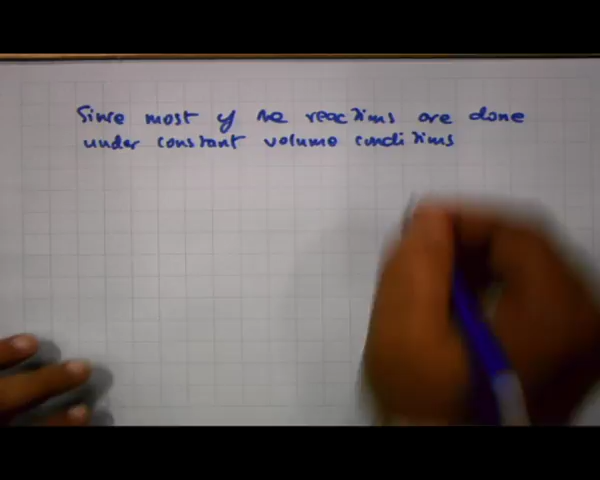 Since most of the reactions are done
under constant volume conditions